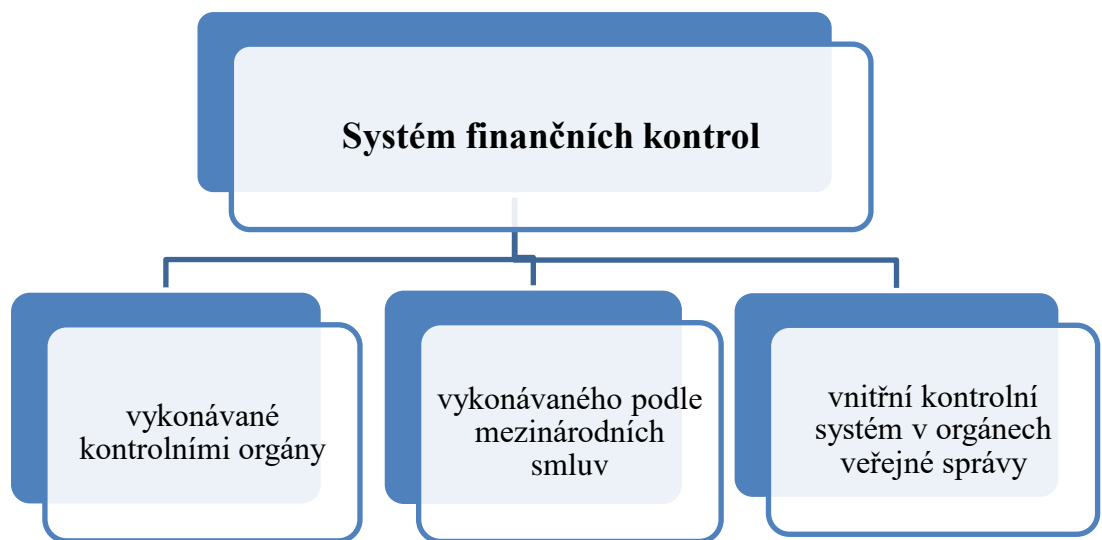 Systém finančních kontrol
vykonávané
kontrolními orgány
vykonávaného podle
mezinárodních
smluv
vnitřní kontrolní
systém v orgánech
veřejné správy